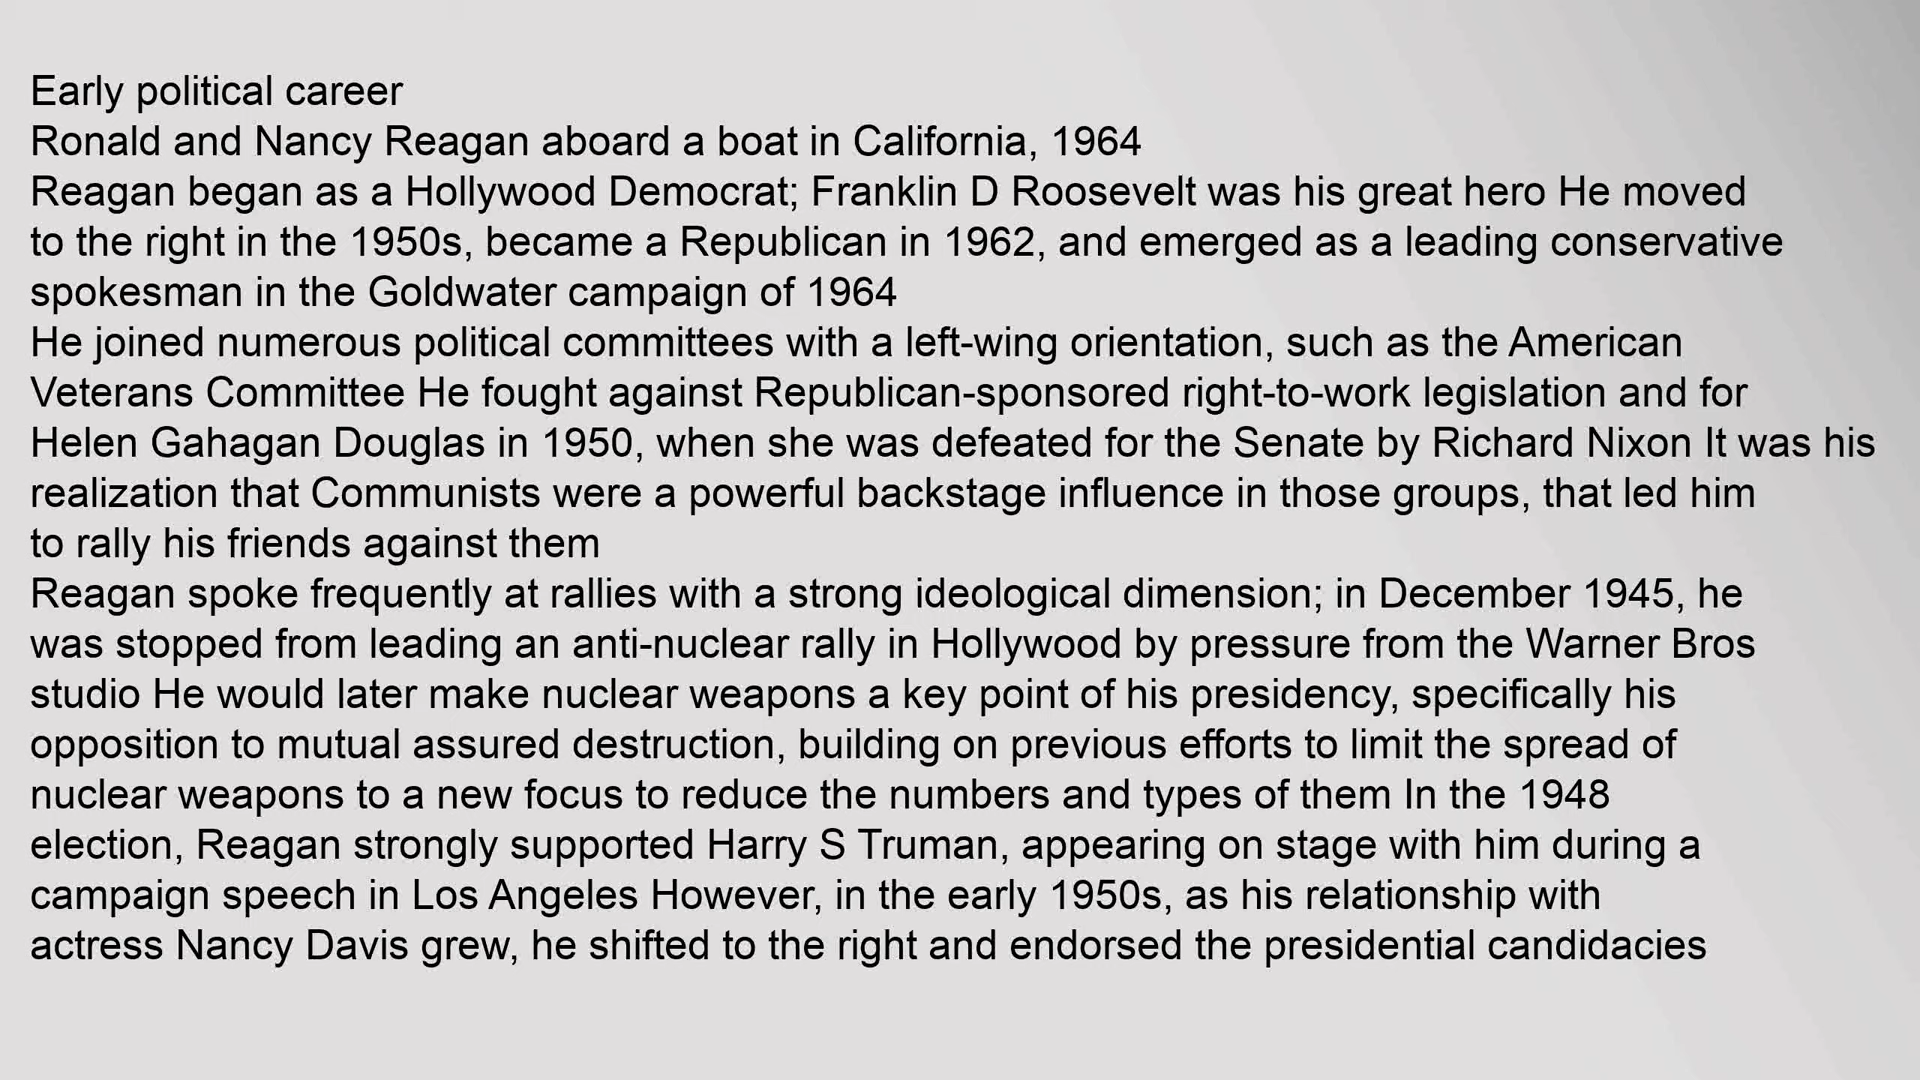 Early political career
Ronald and Nancy Reagan aboard a boat in California, 1964
Reagan began as a Hollywood Democrat; Franklin D Roosevelt was his great hero He moved
to the right in the 1950s, became a Republican in 1962, and emerged as a leading conservative
spokesman in the Goldwater campaign of 1964
He joined numerous political committees with a left-wing orientation, such as the American
Veterans Committee He fought against Republican-sponsored right-to-work legislation and for
Helen Gahagan Douglas in 1950, when she was defeated for the Senate by Richard Nixon It was his
realization that Communists were a powerful backstage influence in those groups, that led him
to rally his friends against them
Reagan spoke frequently at rallies with a strong ideological dimension; in December 1945, he
was stopped from leading an anti-nuclear rally in Hollywood by pressure from the Warner Bros
studio He would later make nuclear weapons a key point of his presidency, specifically his
opposition to mutual assured destruction, building on previous efforts to limit the spread of
nuclear weapons to a new focus to reduce the numbers and types of them In the 1948
election, Reagan strongly supported Harry S Truman, appearing on stage with him during a
campaign speech in Los Angeles However, in the early 1950s, as his relationship with
actress Nancy Davis grew, he shifted to the right and endorsed the presidential candidacies